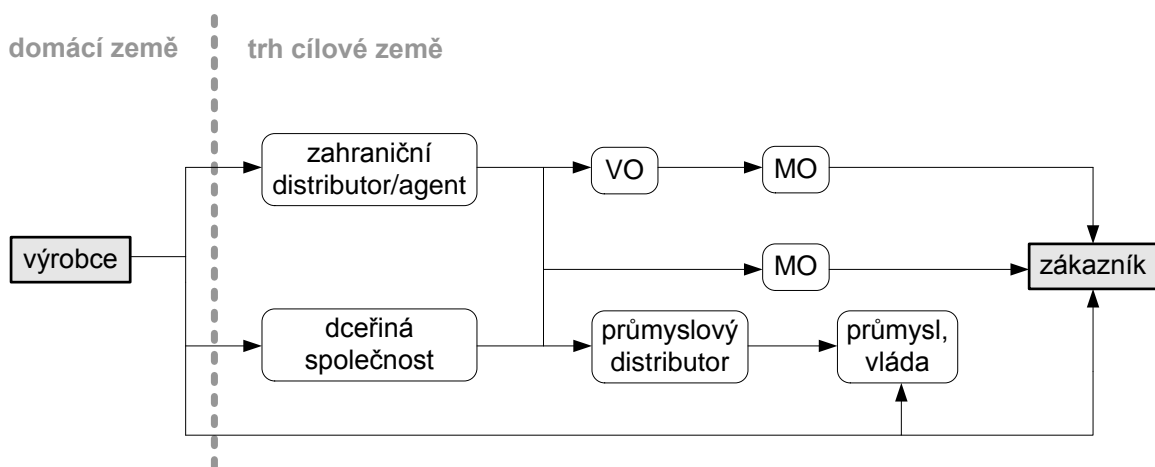 domácí země
trh cílové země
zahraniční
distributor/agent
VO
MO
výrobce
MO
zákazník
dceřiná
společnost
průmyslový
distributor
průmysl,
vláda